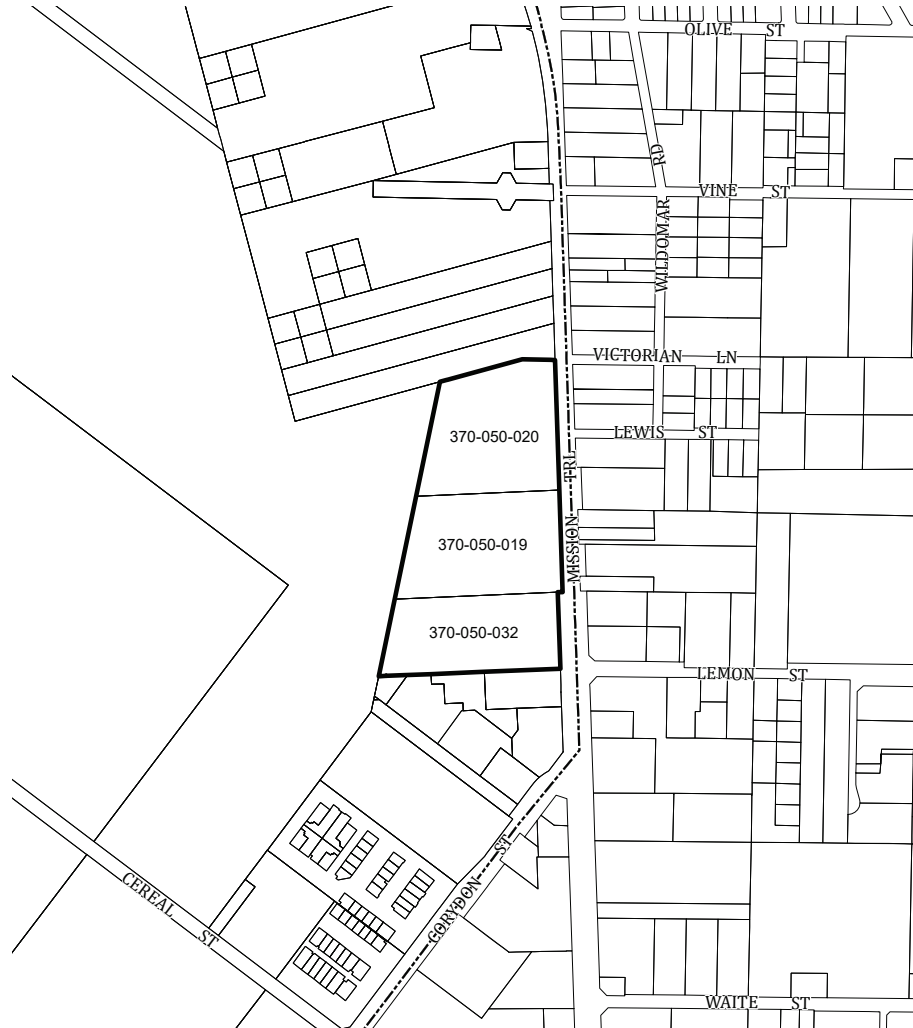 OLIVE ST
WILDOMAR RD
VINE ST
VICTORIAN LN
LEWIS ST
370-050-020
MISSION TRL
370-050-019
370-050-032
LEMON ST
CORYDON ST
CEREAL ST
WAITE ST